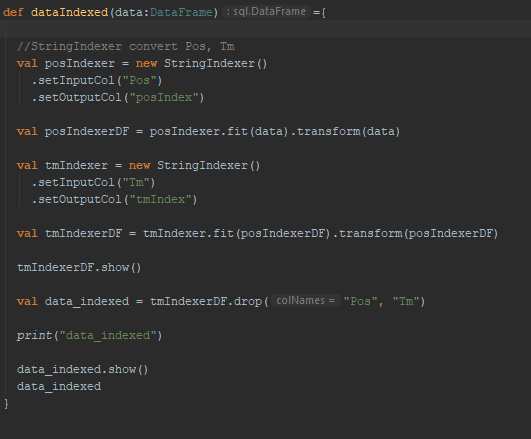 def dataIndexed(data:DataFrame) : sql.DataFrame ={
//StringIndexer convert Pos, Tm
val posIndexer = new StringIndexer()
.setInputCol("Pos")
.setOutputCol("posIndex")
val posIndexerDF = posIndexer.fit(data).transform(data)
val tmIndexer = new StringIndexer()
.setInputCol("Tm")
.setOutputCol("tmIndex")
val tmIndexerDF = tmIndexer.fit(posIndexerDF).transform(posIndexerDF)
tmIndexerDF.show()
val data_indexed = tmIndexerDF.drop( colNames = "Pos", "Tm")
print("data_indexed")
data_indexed.show()
data_indexed
}